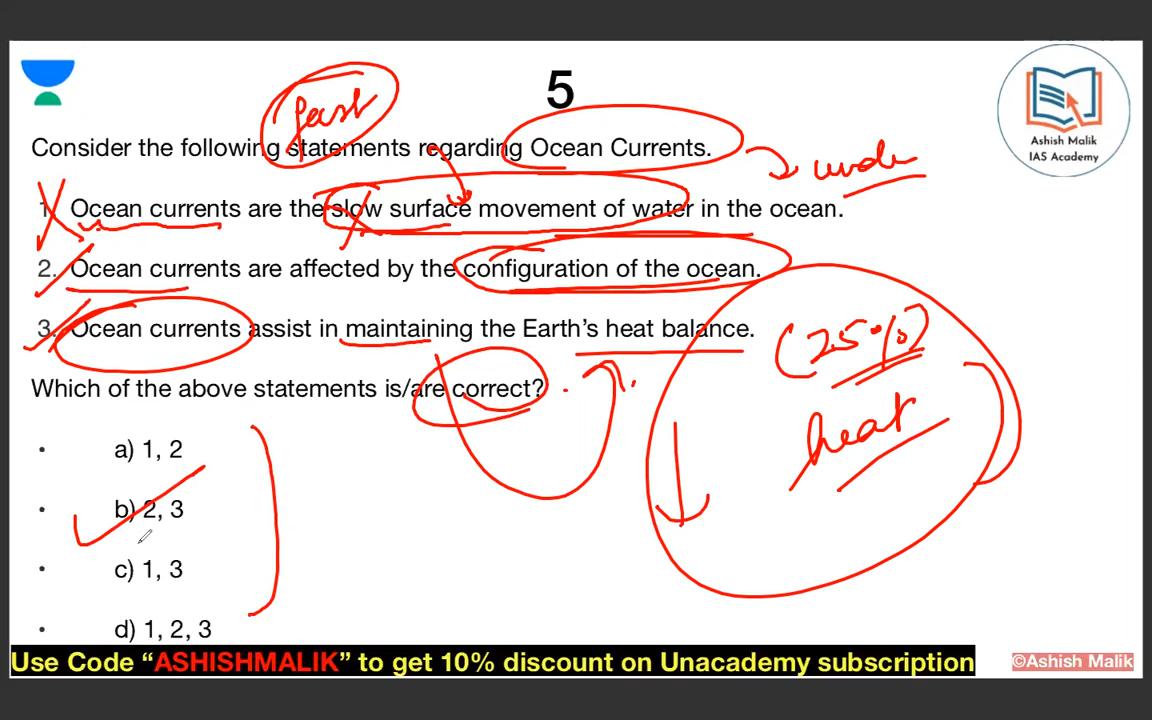 5
Ashish Malik
IAS Academy
fast
Consider the following statements regarding Ocean Currents.
under
1. Ocean currents are the slow surface movement of water in the ocean.
2. Ocean currents are affected by the configuration of the ocean.
3. Ocean currents assist in maintaining the Earth's heat balance.
(25%)
Which of the above statements is/are correct?
heat
• a) 1, 2
• b) 2, 3
• c) 1, 3
• d) 1, 2, 3
Use Code “ASHISHMALIK” to get 10% discount on Unacademy subscription
©Ashish Malik